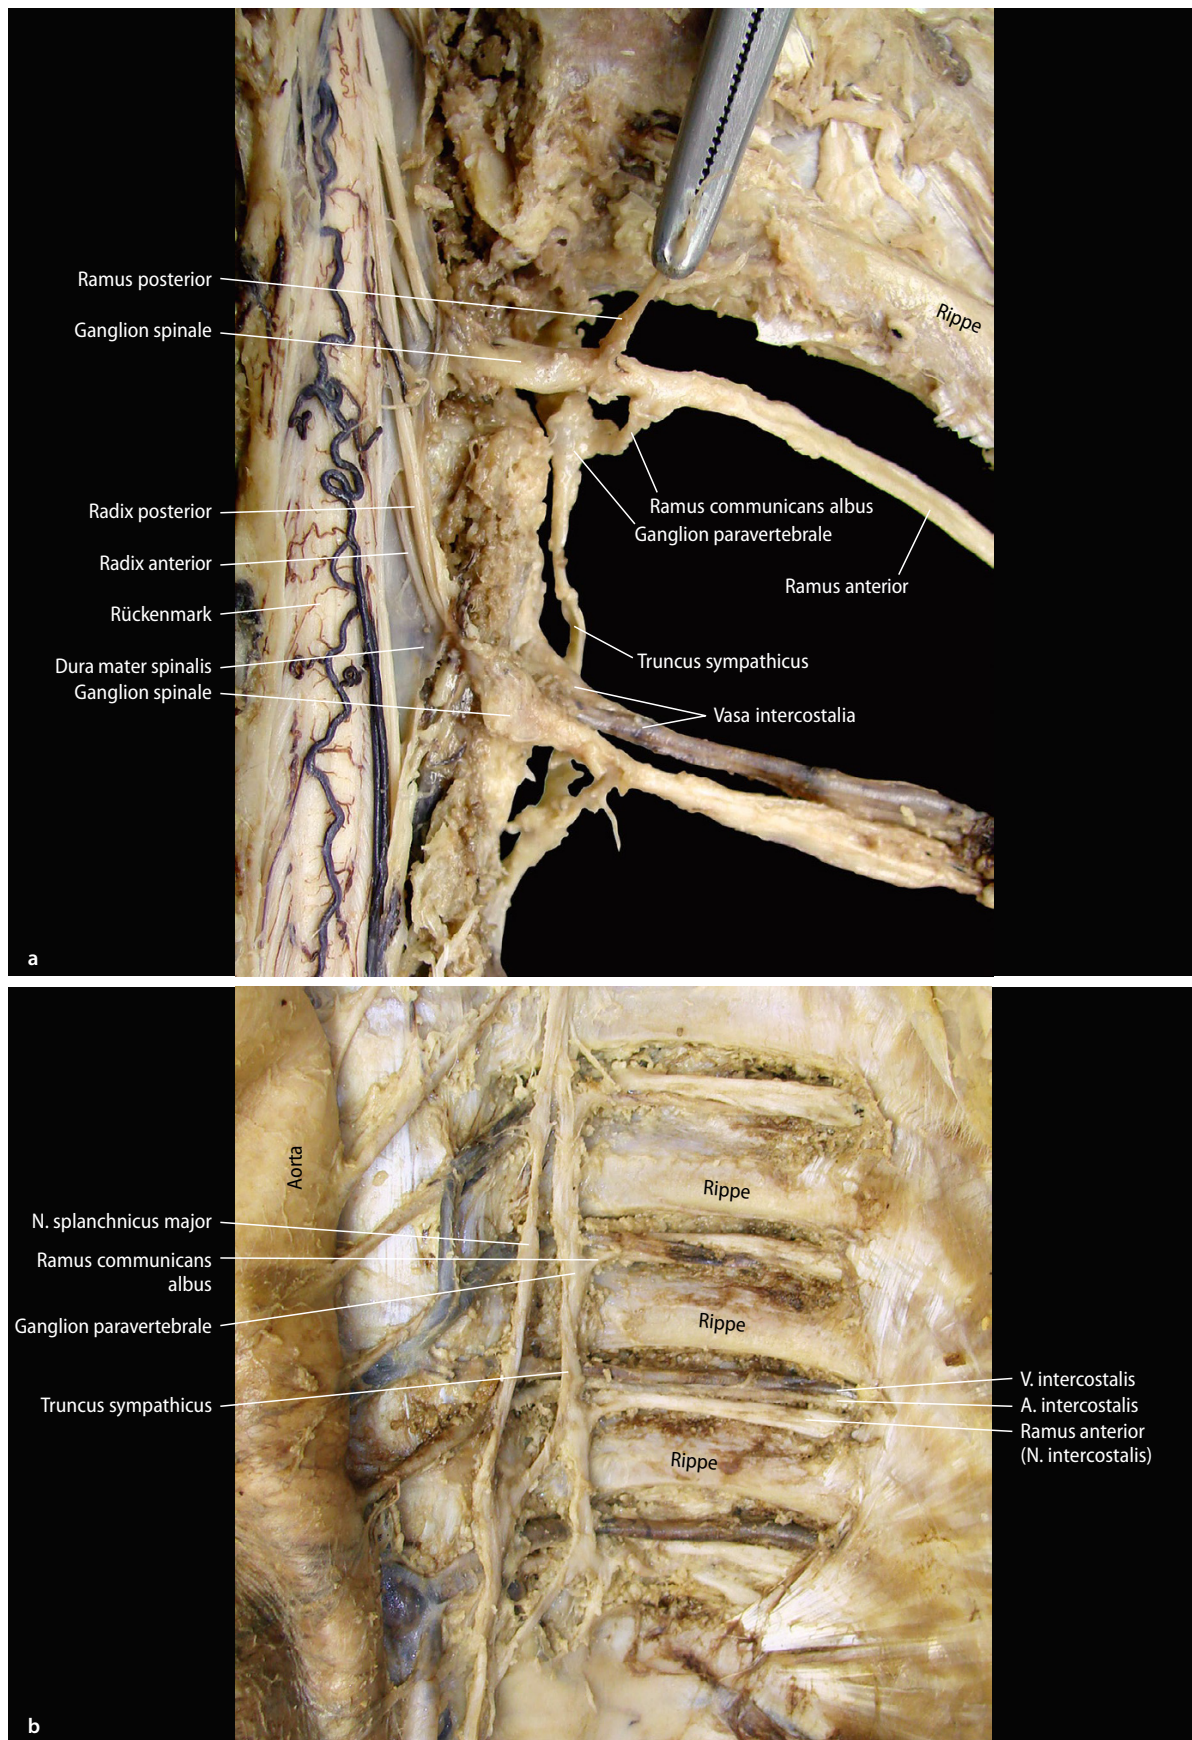 Ramus posterior
Ganglion spinale
Rippe
Radix posterior
Radix anterior
Rückenmark
Dura mater spinalis
Ganglion spinale
Ramus communicans albus
Ganglion paravertebrale
Ramus anterior
Truncus sympathicus
Vasa intercostalia
a
Aorta
Rippe
N. splanchnicus major
Ramus communicans
albus
Ganglion paravertebrale
Rippe
Truncus sympathicus
V. intercostalis
A. intercostalis
Ramus anterior
(N. intercostalis)
Rippe
b